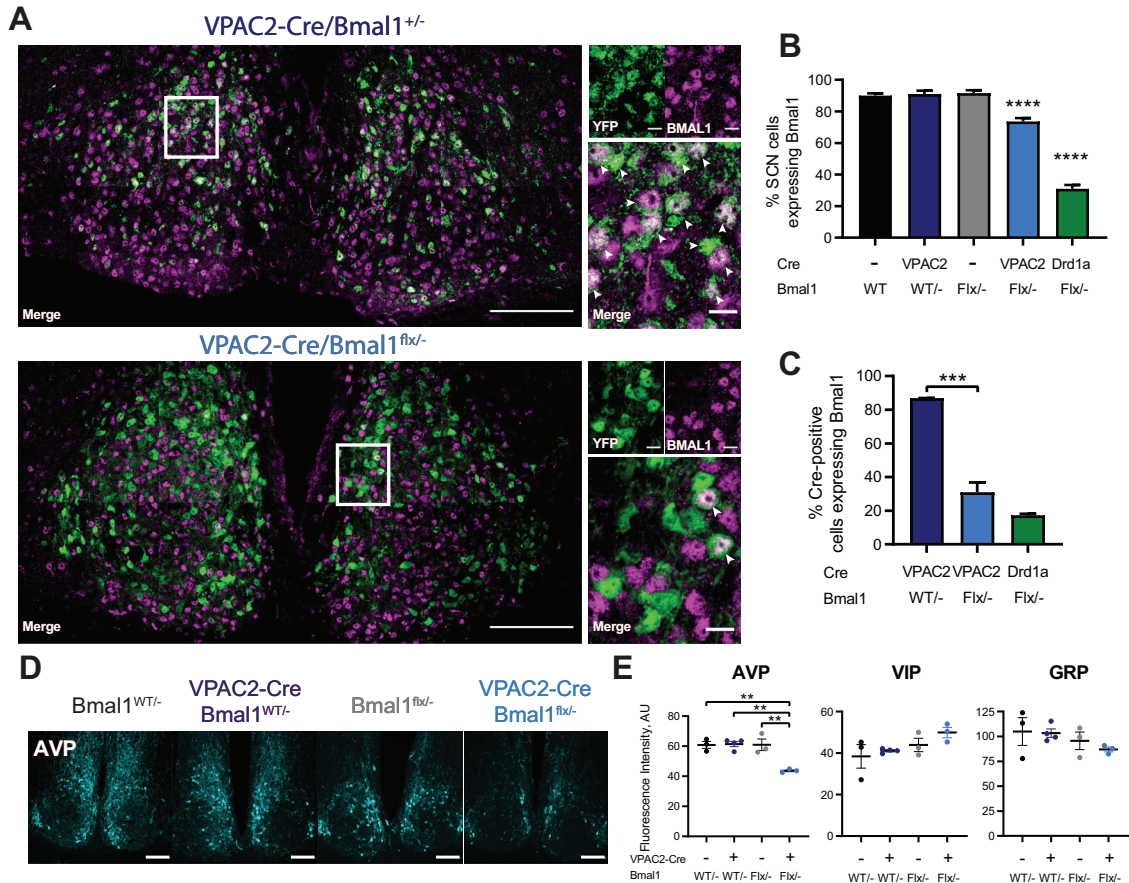 A
VPAC2-Cre/Bmal1+/-
Merge
YFP
BMAL1
Merge
VPAC2-Cre/Bmal1flx/-
Merge
YFP
BMAL1
Merge
B
% SCN cells
expressing Bmal1
100
80
60
40
20
0
****
****
Cre - VPAC2 - VPAC2 Drd1a
Bmal1 WT WT/- Flx/- Flx/- Flx/-
C
% Cre-positive
cells expressing Bmal1
100
80
60
40
20
0
***
Cre VPAC2 VPAC2 Drd1a
Bmal1 WT/- Flx/- Flx/-
D
Bmal1WT/-
VPAC2-Cre
Bmal1WT/-
Bmal1flx/-
VPAC2-Cre
Bmal1flx/-
AVP
E
AVP
Fluorescence Intensity, AU
80
60
40
20
0
**
**
**
VPAC2-Cre - + - +
Bmal1 WT/- WT/- Flx/- Flx/-
VIP
60
40
20
0
- + - +
WT/- WT/- Flx/- Flx/-
GRP
125
100
75
50
25
0
- + - +
WT/- WT/- Flx/- Flx/-